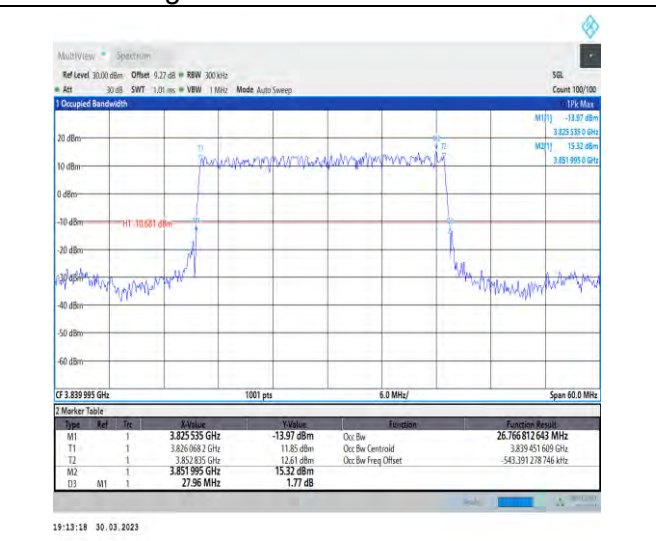 MultiView Spectrum
Ref Level 30.00 dBm Offset 9.27 dB RBW 300 kHz SGL
Att 30 dB SWT 1.01 ms VBW 1 MHz Mode Auto Sweep Count 100/100
1 Occupied Bandwidth 1Pk Max
M1[1] -13.97 dBm
3.825 535 0 GHz
20 dBm M2[1] 15.32 dBm
3.851 995 0 GHz
M2
T1 T2
10 dBm
0 dBm
-10 dBm H1 -10.681 dBm
-20 dBm
-30 dBm
-40 dBm
-50 dBm
-60 dBm
CF 3.839 995 GHz 1001 pts 6.0 MHz/ Span 60.0 MHz
2 Marker Table
Type Ref Trc X-Value Y-Value Function Function Result
M1 1 3.825 535 GHz -13.97 dBm Occ Bw 26.766 812 643 MHz
T1 1 3.826 068 2 GHz 11.85 dBm Occ Bw Centroid 3.839 451 609 GHz
T2 1 3.852 835 GHz 12.61 dBm Occ Bw Freq Offset -543.391 278 746 kHz
M2 1 3.851 995 GHz 15.32 dBm
D3 M1 1 27.96 MHz 1.77 dB
19:13:18 30.03.2023